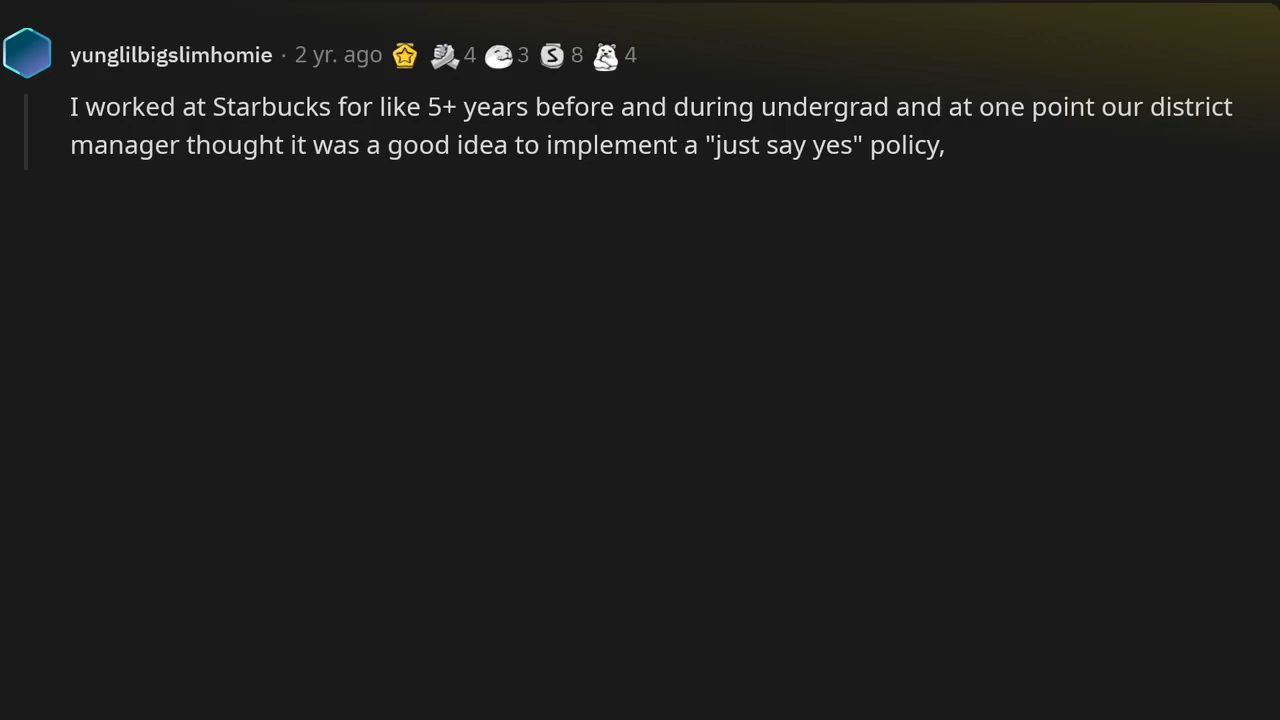 yunglilbigslimhomie · 2 yr. ago 4 3 S 8 4
I worked at Starbucks for like 5+ years before and during undergrad and at one point our district
manager thought it was a good idea to implement a "just say yes" policy,